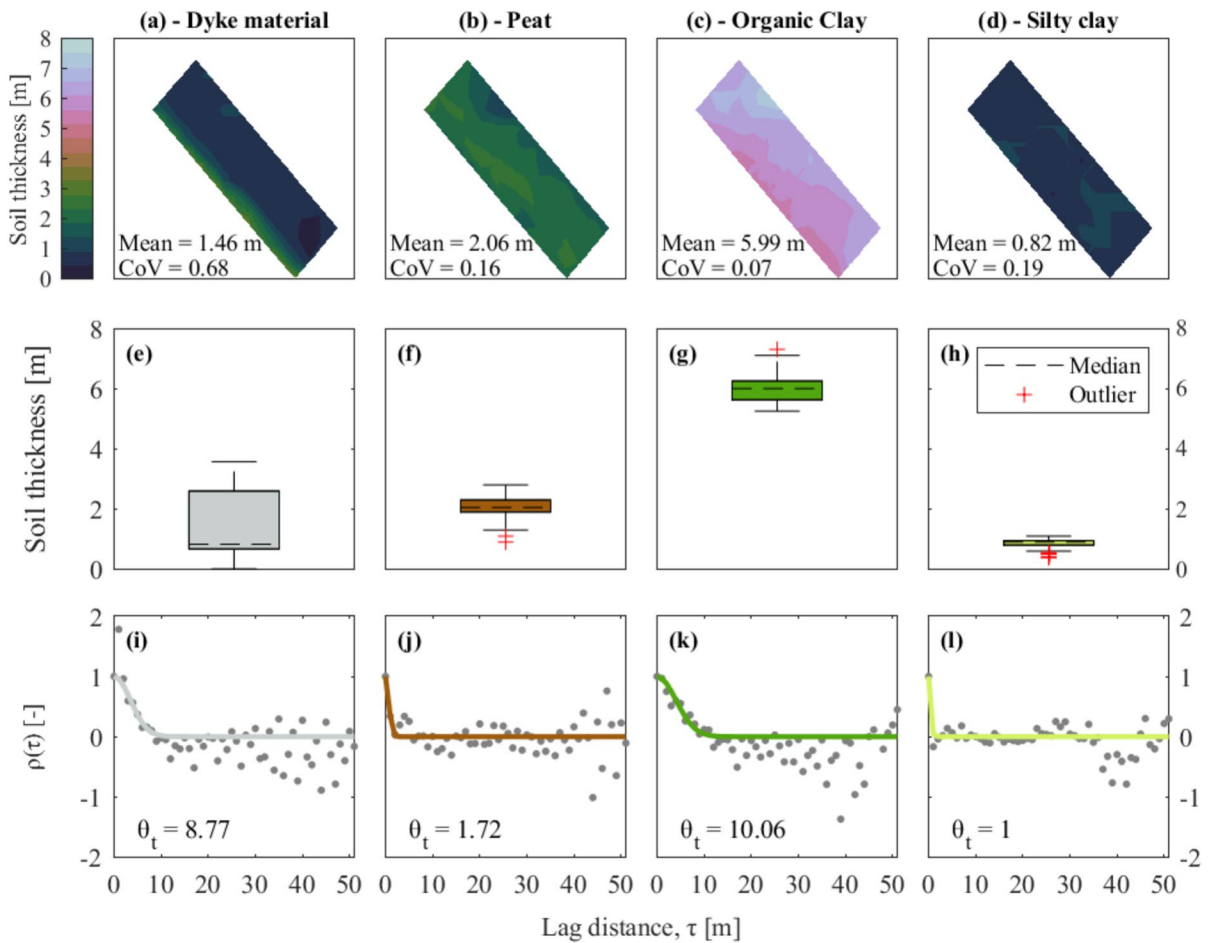 (a) - Dyke material
(b) - Peat
(c) - Organic Clay
(d) - Silty clay
Soil thickness [m]
8
7
6
5
4
3
2
1
0
Mean = 1.46 m
CoV = 0.68
Mean = 2.06 m
CoV = 0.16
Mean = 5.99 m
CoV = 0.07
Mean = 0.82 m
CoV = 0.19
Soil thickness [m]
8
6
4
2
0
(e)
(f)
(g)
(h)
Median
Outlier
8
6
4
2
0
ρ(τ) [-]
2
1
0
-1
-2
(i)
(j)
(k)
(l)
θt = 8.77
θt = 1.72
θt = 10.06
θt = 1
2
1
0
-1
-2
0 10 20 30 40 50
0 10 20 30 40 50
0 10 20 30 40 50
0 10 20 30 40 50
Lag distance, τ [m]